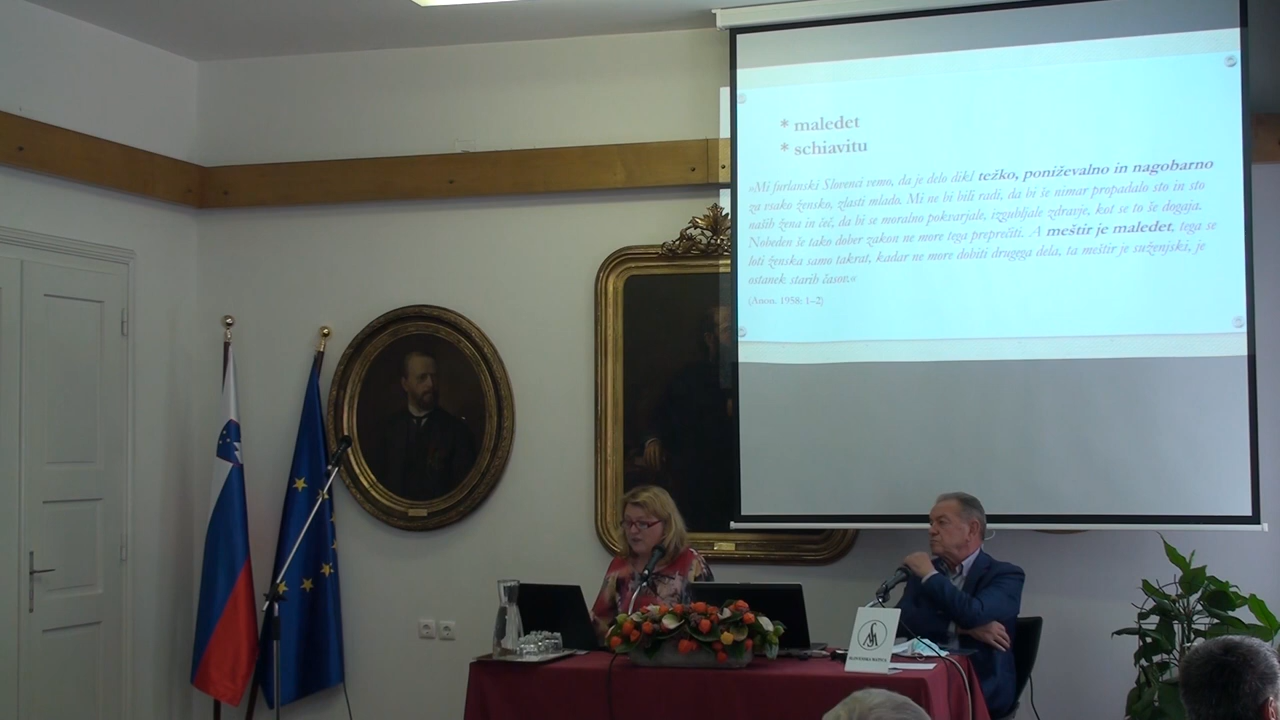 * maledet
* schiavitu
»Mi furlanski Slovenci vemo, da je delo dikl težko, poniževalno in nagobarno
za vsako žensko, zlasti mlado. Mi ne bi bili radi, da bi še nimar propadalo sto in sto
naših žena in čeč, da bi se moralno pokvarjale, izgubljale zdravje, kot se to še dogaja.
Nobeden še tako dober zakon ne more tega preprečiti. A meštir je maledet, tega se
loti ženska samo takrat, kadar ne more dobiti drugega dela, ta meštir je suženjski, je
ostanek starih časov.«
(Anon. 1958: 1–2)
SLOVENSKA MATICA